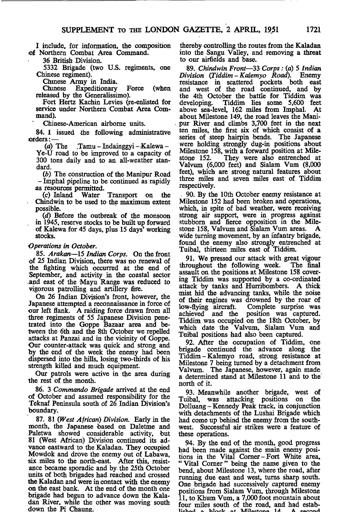 SUPPLEMENT TO THE LONDON GAZETTE, 2 APRIL, 1951 1721
I include, for information, the composition
of Northern Combat Area Command.
36 British Division.
5332 Brigade (two U.S. regiments, one
Chinese regiment).
Chinese Army in India.
Chinese Expeditionary Force (when
released by the Generalissimo).
Fort Hertz Kachin Levies (re-enlisted for
service under Northern Combat Area Com-
mand).
Chinese-American airborne units.
84. I issued the following administrative
orders:—
(a) The Tamu - Indainggyi - Kalewa -
Ye-U road to be improved to a capacity of
300 tons daily and to an all-weather stan-
dard.
(b) The construction of the Manipur Road
- Imphal pipeline to be continued as rapidly
as resources permitted.
(c) Inland Water Transport on the
Chindwin to be used to the maximum extent
possible.
(d) Before the outbreak of the monsoon
in 1945, reserve stocks to be built up forward
of Kalewa for 45 days, plus 15 days' working
stocks.
Operations in October.
85. Arakan—15 Indian Corps. On the front
of 25 Indian Division, there was no renewal of
the fighting which occurred at the end of
September, and activity in the coastal sector
and east of the Mayu Range was reduced to
vigorous patrolling and artillery fire.
On 26 Indian Division's front, however, the
Japanese attempted a reconnaissance in force of
our left flank. A raiding force drawn from all
three regiments of 55 Japanese Division pene-
trated into the Goppe Bazaar area and be-
tween the 6th and the 8th October we repelled
attacks at Panzai and in the vicinity of Goppe.
Our counter-attack was quick and strong and
by the end of the week the enemy had been
dispersed into the hills, losing two-thirds of his
strength killed and much equipment.
Our patrols were active in the area during
the rest of the month.
86. 3 Commando Brigade arrived at the end
of October and assumed responsibility for the
Teknaf Peninsula south of 26 Indian Division's
boundary.
87. 81 (West African) Division. Early in the
month, the Japanese-based on Daletme and
Paletwa showed considerable activity, but
81 (West African) Division continued its ad-
vance eastward to the Kaladan. They occupied
Mowdok and drove the enemy out of Labawa,
six miles to the north-east. After this, resist-
ance became sporadic and by the 25th October
units of both brigades had reached and crossed
the Kaladan and were in contact with the enemy
on the east bank. At the end of the month one
brigade had begun to advance down the Kala-
dan River, while the other was moving south
down the Pi Chaung.
thereby controlling the routes from the Kaladan
into the Sangu Valley, and removing a threat
to our airfields and base.
89. Chindwin Front—33 Corps: (a) 5 Indian
Division (Tiddim - Kalemyo Road). Enemy
resistance in scattered pockets both east
and west of the road continued, and by
the 4th October the battle for Tiddim was
developing. Tiddim lies some 5,600 feet
above sea-level, 162 miles from Imphal. At
about Milestone 149, the road leaves the Mani-
pur River and climbs 3,700 feet in the next
ten miles, the first six of which consist of a
series of steep hairpin bends. The Japanese
were holding strongly dug-in positions about
Milestone 158, with a forward position at Mile-
stone 152. They were also entrenched at
Valvum (6,000 feet) and Sialum Vum (8,000
feet), which are strong natural features about
three miles and seven miles east of Tiddim
respectively.
90. By the 10th October enemy resistance at
Milestone 152 had been broken and operations,
which, in spite of bad weather, were receiving
strong air support, were in progress against
stubborn and fierce opposition in the Mile-
stone 158, Valvum and Sialum Vum areas. A
wide turning movement, by an infantry brigade,
found the enemy also strongly entrenched at
Tuibal, thirteen miles east of Tiddim.
91. We pressed our attack with great vigour
throughout the following week. The final
assault on the positions at Milestone 158 cover-
ing Tiddim was supported by a co-ordinated
attack by tanks and Hurribombers. A thick
mist hid the advancing tanks, while the noise
of their engines was drowned by the roar of
low-flying aircraft. Complete surprise was
achieved and the position was captured.
Tiddim was occupied on the 18th October, by
which date the Valvum, Sialum Vum and
Tuibal positions had also been captured.
92. After the occupation of Tiddim, one
brigade continued the advance along the
Tiddim - Kalemyo road, strong resistance at
Milestone 7 being turned by a detachment from
Valvum. The Japanese, however, again made
a determined stand at Milestone 11 and to the
north of it.
93. Meanwhile another brigade, west of
Tuibal, was attacking positions on the
Dolluang - Kennedy Peak track, in conjunction
with detachments of the Lushai Brigade which
had come up behind the enemy from the south-
west. Successful air strikes were a feature of
these operations.
94. By the end of the month, good progress
had been made against the main enemy posi-
tions in the Vital Corner - Fort White area,
"Vital Corner" being the name given to the
bend, about Milestone 13, where the road, after
running due east and west, turns sharp south.
One brigade had successively captured enemy
positions from Sialum Vum, through Milestone
11, to Khum Vum, a 7,000 foot mountain about
four miles south of the road, and had estab-